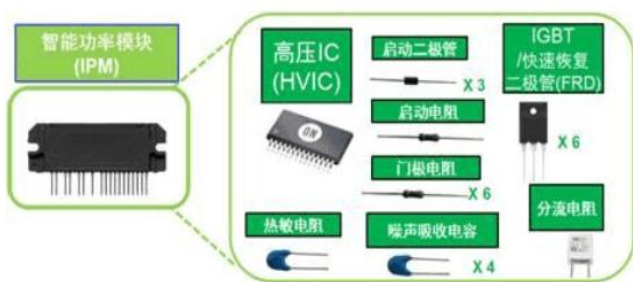 智能功率模块
(IPM)
高压IC
(HVIC)
ON
启动二极管
X 3
启动电阻
门极电阻
X 6
IGBT
/快速恢复
二极管(FRD)
X 6
热敏电阻
噪声吸收电容
X 4
分流电阻